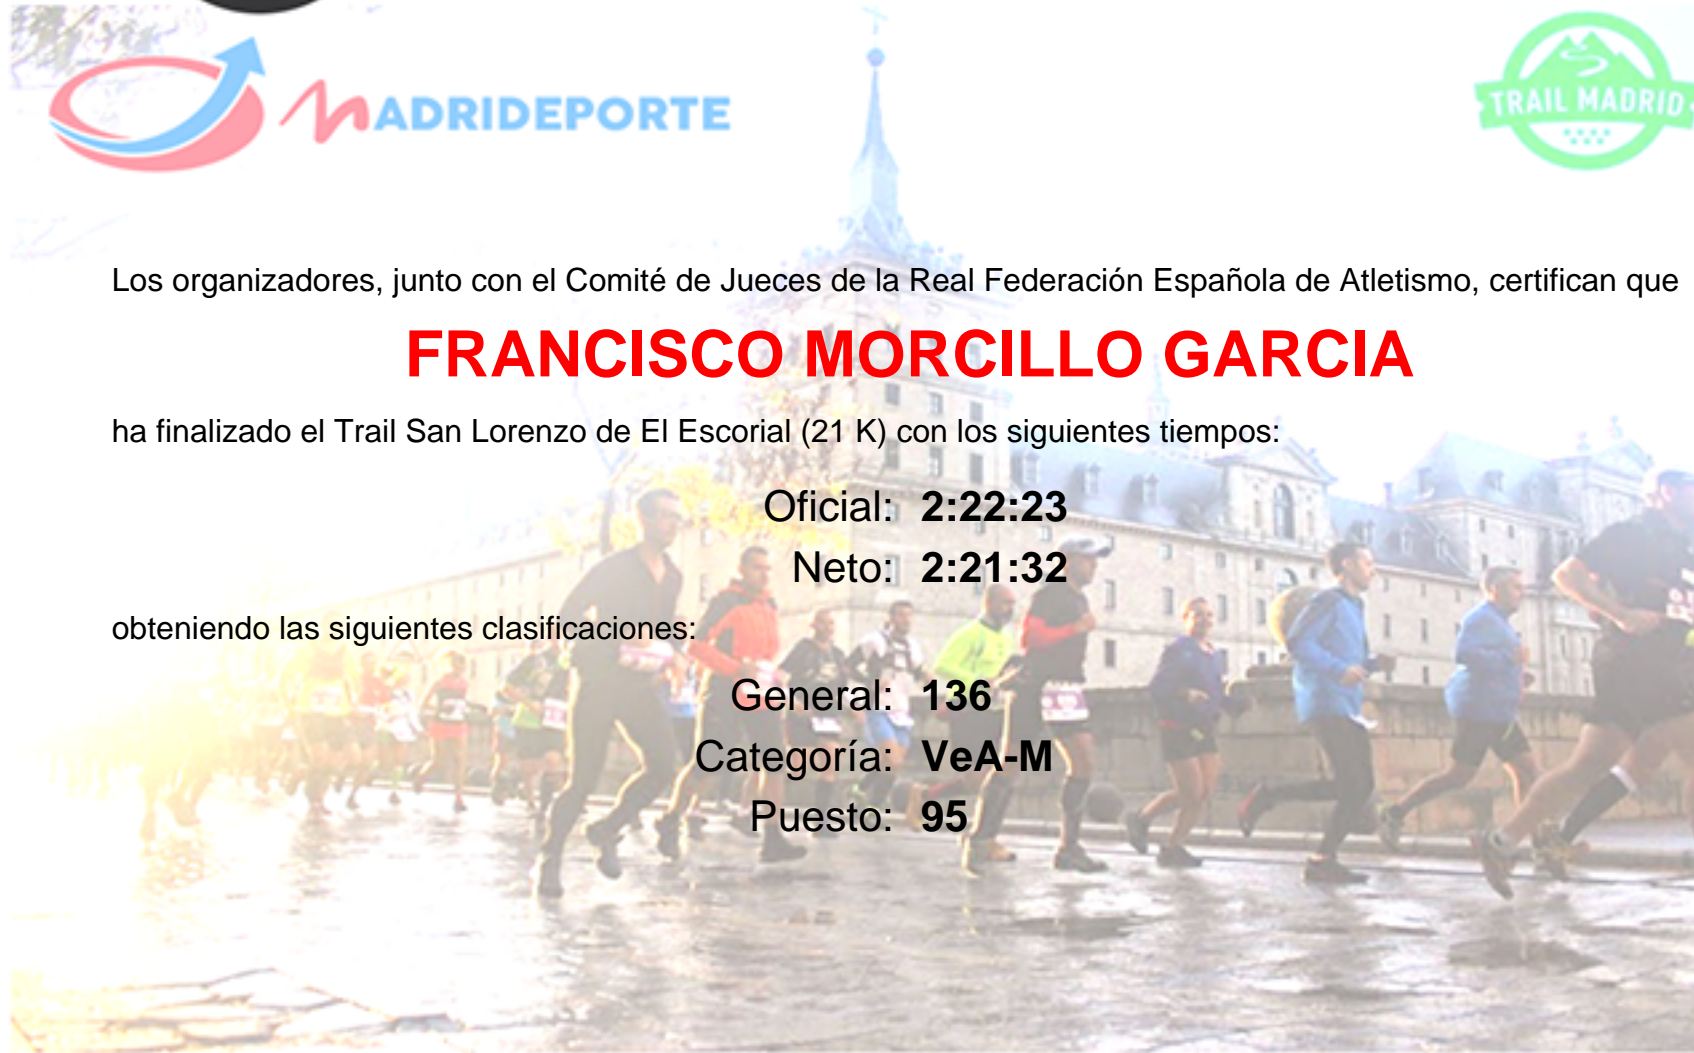 MADRIDEPORTE
TRAIL MADRID
Los organizadores, junto con el Comité de Jueces de la Real Federación Española de Atletismo, certifican que
FRANCISCO MORCILLO GARCIA
ha finalizado el Trail San Lorenzo de El Escorial (21 K) con los siguientes tiempos:
Oficial: 2:22:23
Neto: 2:21:32
obteniendo las siguientes clasificaciones:
General: 136
Categoría: VeA-M
Puesto: 95